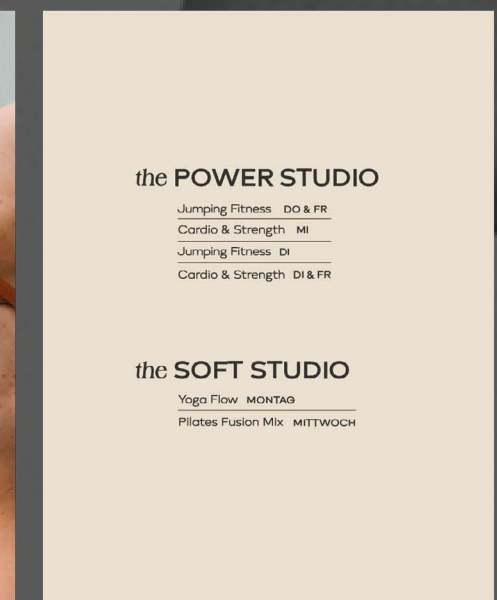 the POWER STUDIO
Jumping Fitness DO & FR
Cardio & Strength MI
Jumping Fitness DI
Cardio & Strength DI & FR
the SOFT STUDIO
Yoga Flow MONTAG
Pilates Fusion Mix MITTWOCH